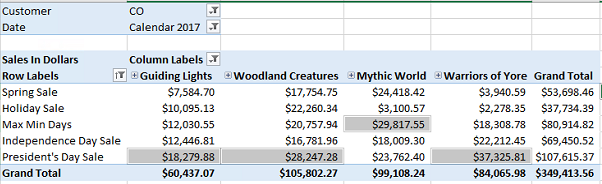 Customer CO
Date Calendar 2017
Sales In Dollars Column Labels
Row Labels Guiding Lights Woodland Creatures Mythic World Warriors of Yore Grand Total
Spring Sale $7,584.70 $17,754.75 $24,418.42 $3,940.59 $53,698.46
Holiday Sale $10,095.13 $22,260.34 $3,100.57 $2,278.35 $37,734.39
Max Min Days $12,030.55 $20,757.94 $29,817.55 $18,308.78 $80,914.82
Independence Day Sale $12,446.81 $16,781.96 $18,009.30 $22,212.45 $69,450.52
President's Day Sale $18,279.88 $28,247.28 $23,762.40 $37,325.81 $107,615.37
Grand Total $60,437.07 $105,802.27 $99,108.24 $84,065.98 $349,413.56